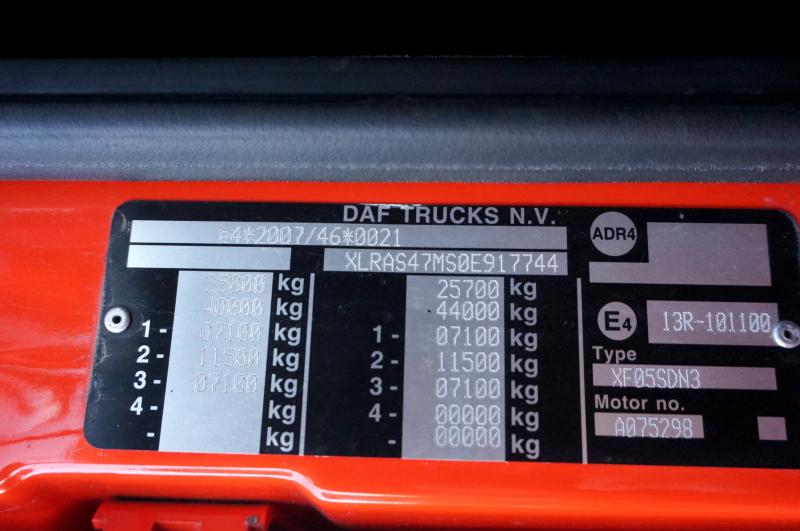 DAF TRUCKS N.V.
e4*2007/46*0021
XLRAS47MS0E917744
25000 kg
40000 kg
1- 07100 kg
2- 11500 kg
3- 07100 kg
4- kg
- kg
25700 kg
44000 kg
1- 07100 kg
2- 11500 kg
3- 07100 kg
4- 00000 kg
- 00000 kg
ADR4
E4 13R-101100
Type
XF05SDN3
Motor no.
A075298